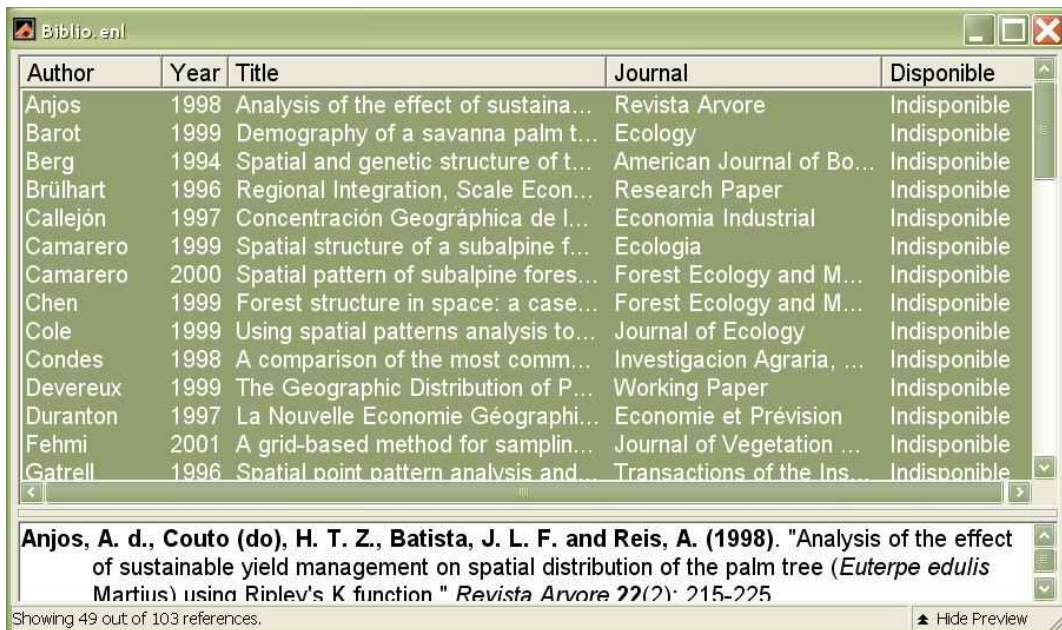 Biblio.enl
Author Year Title Journal Disponible
Anjos 1998 Analysis of the effect of sustaina... Revista Arvore Indisponible
Barot 1999 Demography of a savanna palm t... Ecology Indisponible
Berg 1994 Spatial and genetic structure of t... American Journal of Bo... Indisponible
Brülhart 1996 Regional Integration, Scale Econ... Research Paper Indisponible
Callejón 1997 Concentración Geográphica de l... Economia Industrial Indisponible
Camarero 1999 Spatial structure of a subalpine f... Ecologia Indisponible
Camarero 2000 Spatial pattern of subalpine fores... Forest Ecology and M... Indisponible
Chen 1999 Forest structure in space: a case... Forest Ecology and M... Indisponible
Cole 1999 Using spatial patterns analysis to... Journal of Ecology Indisponible
Condes 1998 A comparison of the most comm... Investigacion Agraria, ... Indisponible
Devereux 1999 The Geographic Distribution of P... Working Paper Indisponible
Duranton 1997 La Nouvelle Economie Géographi... Economie et Prévision Indisponible
Fehmi 2001 A grid-based method for samplin... Journal of Vegetation ... Indisponible
Gatrell 1996 Spatial point pattern analysis and... Transactions of the Ins... Indisponible
Anjos, A. d., Couto (do), H. T. Z., Batista, J. L. F. and Reis, A. (1998). "Analysis of the effect
of sustainable yield management on spatial distribution of the palm tree (Euterpe edulis
Martius) using Ripley's K function." Revista Arvore 22(2): 215-225
Showing 49 out of 103 references. Hide Preview